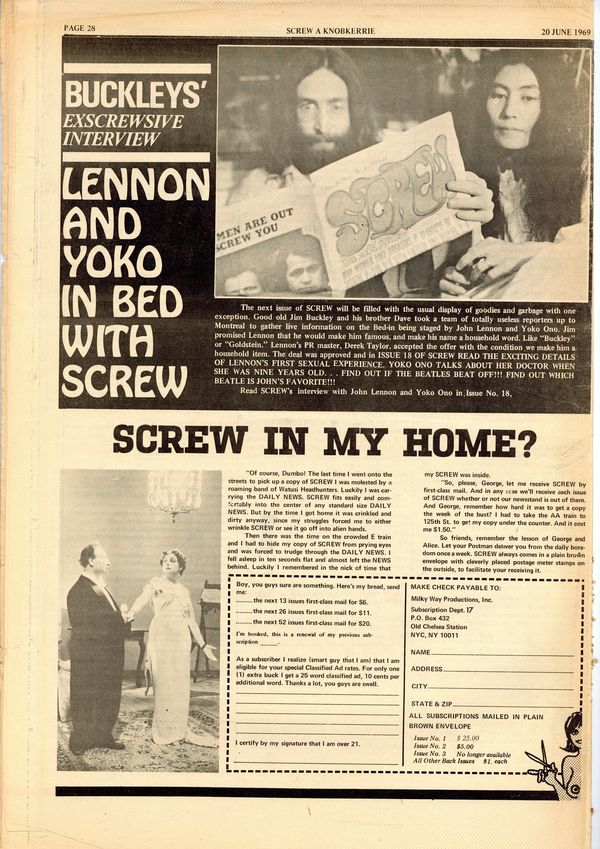 PAGE 28
SCREW A KNOBKERRIE
20 JUNE 1969
BUCKLEYS'
EXSCREWSIVE
INTERVIEW
LENNON
AND
YOKO
IN BED
WITH
SCREW
SCREW
MEN ARE OUT
SCREW YOU
The next issue of SCREW will be filled with the usual display of goodies and garbage with one
exception. Good old Jim Buckley and his brother Dave took a team of totally useless reporters up to
Montreal to gather live information on the Bed-in being staged by John Lennon and Yoko Ono. Jim
promised Lennon that he would make him famous, and make his name a household word. Like "Buckley"
or "Goldstein." Lennon's PR master, Derek Taylor, accepted the offer with the condition we make him a
household item. The deal was approved and in ISSUE 18 OF SCREW READ THE EXCITING DETAILS
OF LENNON'S FIRST SEXUAL EXPERIENCE. YOKO ONO TALKS ABOUT HER DOCTOR WHEN
SHE WAS NINE YEARS OLD. . . FIND OUT IF THE BEATLES BEAT OFF!!! FIND OUT WHICH
BEATLE IS JOHN'S FAVORITE!!!
Read SCREW's interview with John Lennon and Yoko Ono in Issue No. 18.
SCREW IN MY HOME?
"Of course, Dumbo! The last time I went onto the
streets to pick up a copy of SCREW I was molested by a
roaming band of Watusi Headhunters. Luckily I was car-
rying the DAILY NEWS. SCREW fits easily and com-
fortably into the center of any standard size DAILY
NEWS. But by the time I got home it was crinkled and
dirty anyway, since my struggles forced me to either
wrinkle SCREW or see it go off into alien hands.
Then there was the time on the crowded E train
and I had to hide my copy of SCREW from prying eyes
and was forced to trudge through the DAILY NEWS. I
fell asleep in ten seconds flat and almost left the NEWS
behind. Luckily I remembered in the nick of time that
my SCREW was inside.
"So, please, George, let me receive SCREW by
first-class mail. And in any case we'll receive each issue
of SCREW whether or not our newsstand is out of them.
And George, remember how hard it was to get a copy
the week of the bust? I had to take the AA train to
125th St. to get my copy under the counter. And it cost
me $1.50."
So friends, remember the lesson of George and
Alice. Let your Postman deliver you from the daily bore-
dom once a week. SCREW always comes in a plain brown
envelope with cleverly placed postage meter stamps on
the outside, to facilitate your receiving it.
Boy, you guys sure are something. Here's my bread, send
me:
........the next 13 issues first-class mail for $6.
........the next 26 issues first-class mail for $11.
........the next 52 issues first-class mail for $20.
I'm hooked, this is a renewal of my previous sub-
scription ______.
As a subscriber I realize (smart guy that I am) that I am
eligible for your special Classified Ad rates. For only one
(1) extra buck I get a 25 word classified ad, 10 cents per
additional word. Thanks a lot, you guys are swell.
I certify by my signature that I am over 21.
MAKE CHECK PAYABLE TO:
Milky Way Productions, Inc.
Subscription Dept. 17
P.O. Box 432
Old Chelsea Station
NYC, NY 10011
NAME
ADDRESS
CITY
STATE & ZIP
ALL SUBSCRIPTIONS MAILED IN PLAIN
BROWN ENVELOPE
Issue No. 1 $ 25.00
Issue No. 2 $5.00
Issue No. 3 No longer available
All Other Back Issues $1. each